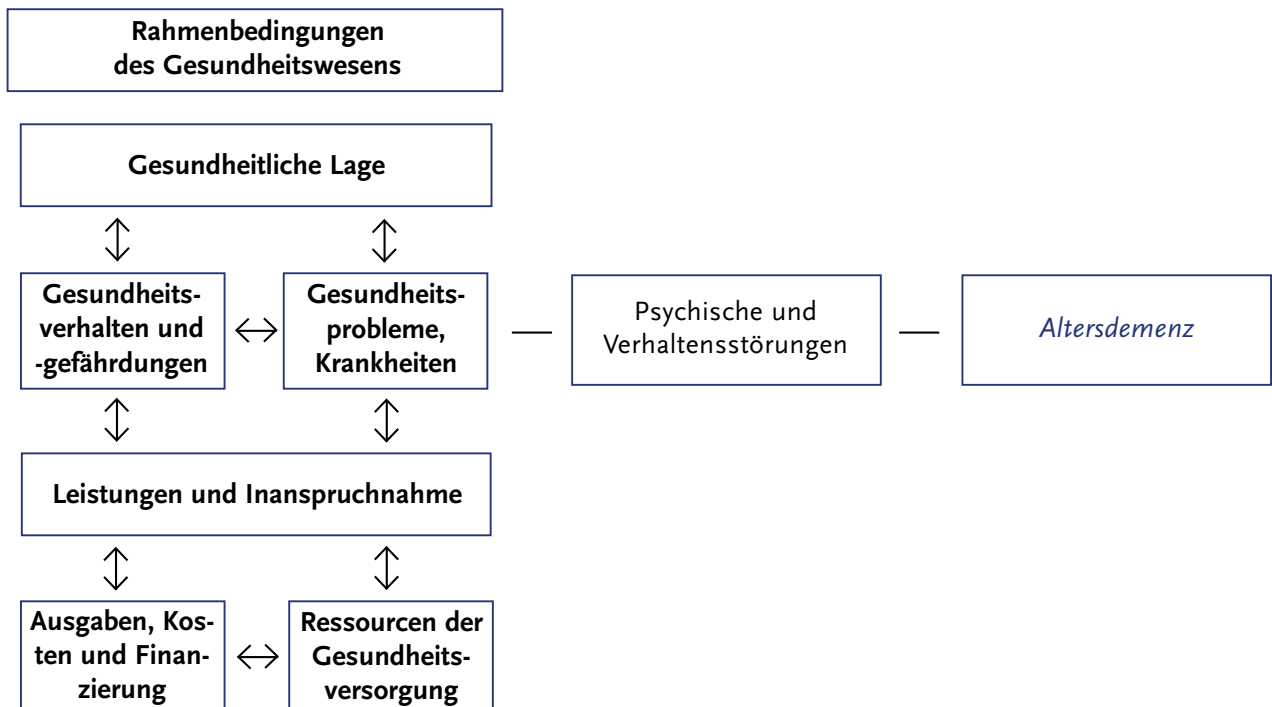 Rahmenbedingungen
des Gesundheitswesens
Gesundheitliche Lage
Gesundheits-
verhalten und
-gefährdungen
Gesundheits-
probleme,
Krankheiten
Psychische und
Verhaltensstörungen
Altersdemenz
Leistungen und Inanspruchnahme
Ausgaben, Kos-
ten und Finan-
zierung
Ressourcen der
Gesundheits-
versorgung